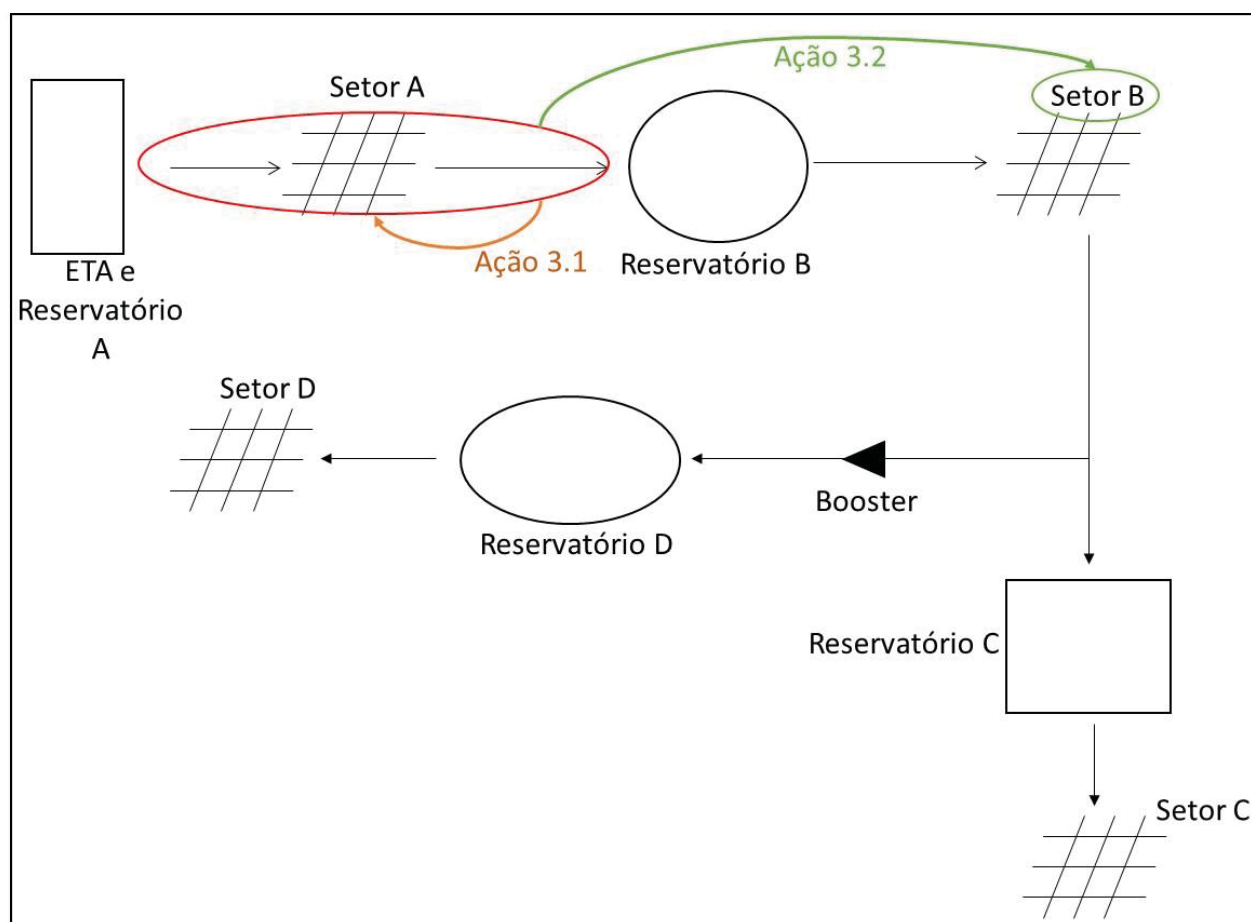 Ação 3.2
Setor A
Setor B
Ação 3.1
Reservatório B
ETA e
Reservatório
A
Setor D
Booster
Reservatório D
Reservatório C
Setor C